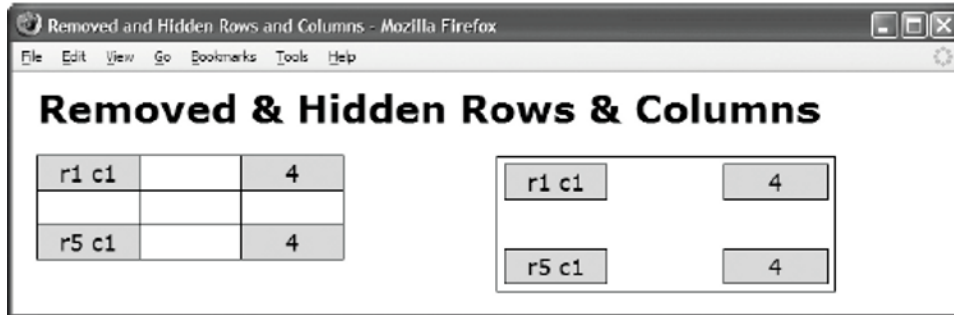 Removed and Hidden Rows and Columns - Mozilla Firefox
File Edit View Go Bookmarks Tools Help
Removed & Hidden Rows & Columns
r1 c1 4 r1 c1 4
r5 c1 4 r5 c1 4